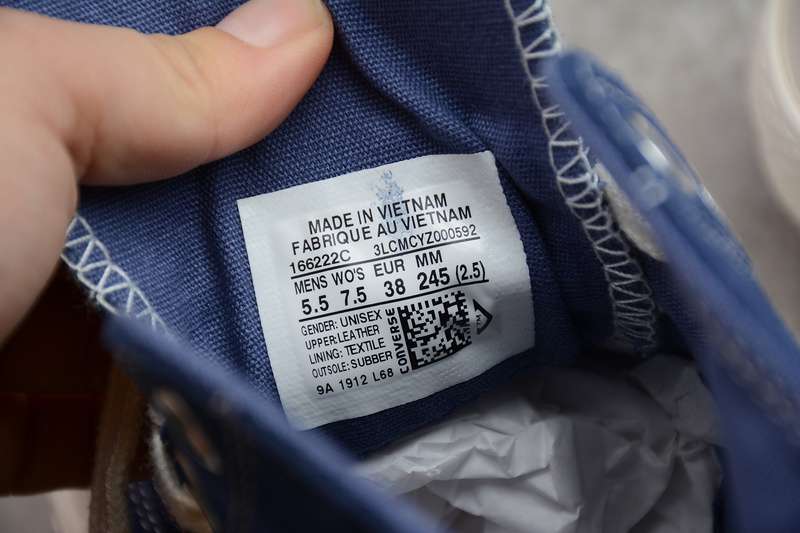 MADE IN VIETNAM
FABRIQUE AU VIETNAM
166222C 3LCMCYZ000592
MENS WO'S EUR MM
5.5 7.5 38 245 (2.5)
GENDER: UNISEX
UPPER: LEATHER
LINING: TEXTILE
OUTSOLE: SUBBER
CONVERSE
9A 1912 L68